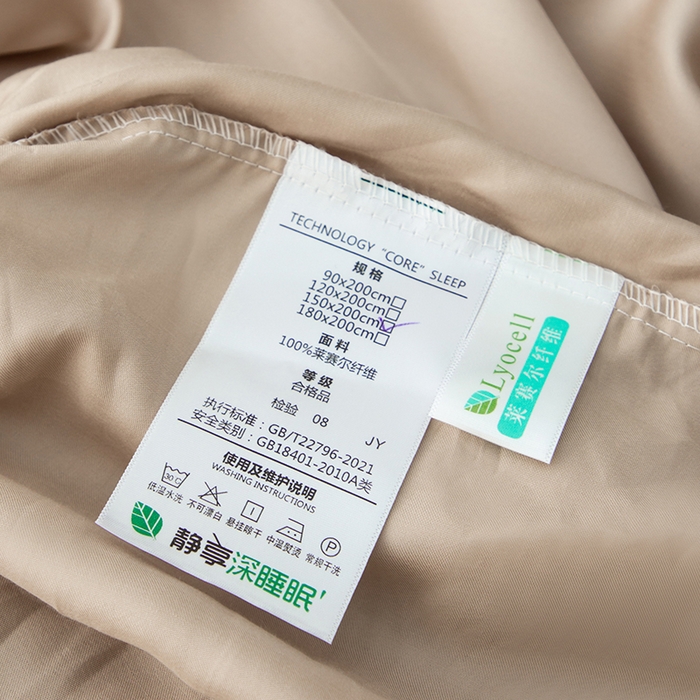 TECHNOLOGY "CORE" SLEEP
规格
90x200cm□
120x200cm□
150x200cm☑
180x200cm□
面料
100%莱赛尔纤维
等级
合格品
检验 08 JY
执行标准：GB/T22796-2021
安全类别：GB18401-2010A类
使用及维护说明
WASHING INSTRUCTIONS
30C
P
低温水洗 不可漂白 悬挂晾干 中温熨烫 常规干洗
静享深睡眠'
Lyocell
莱赛尔纤维